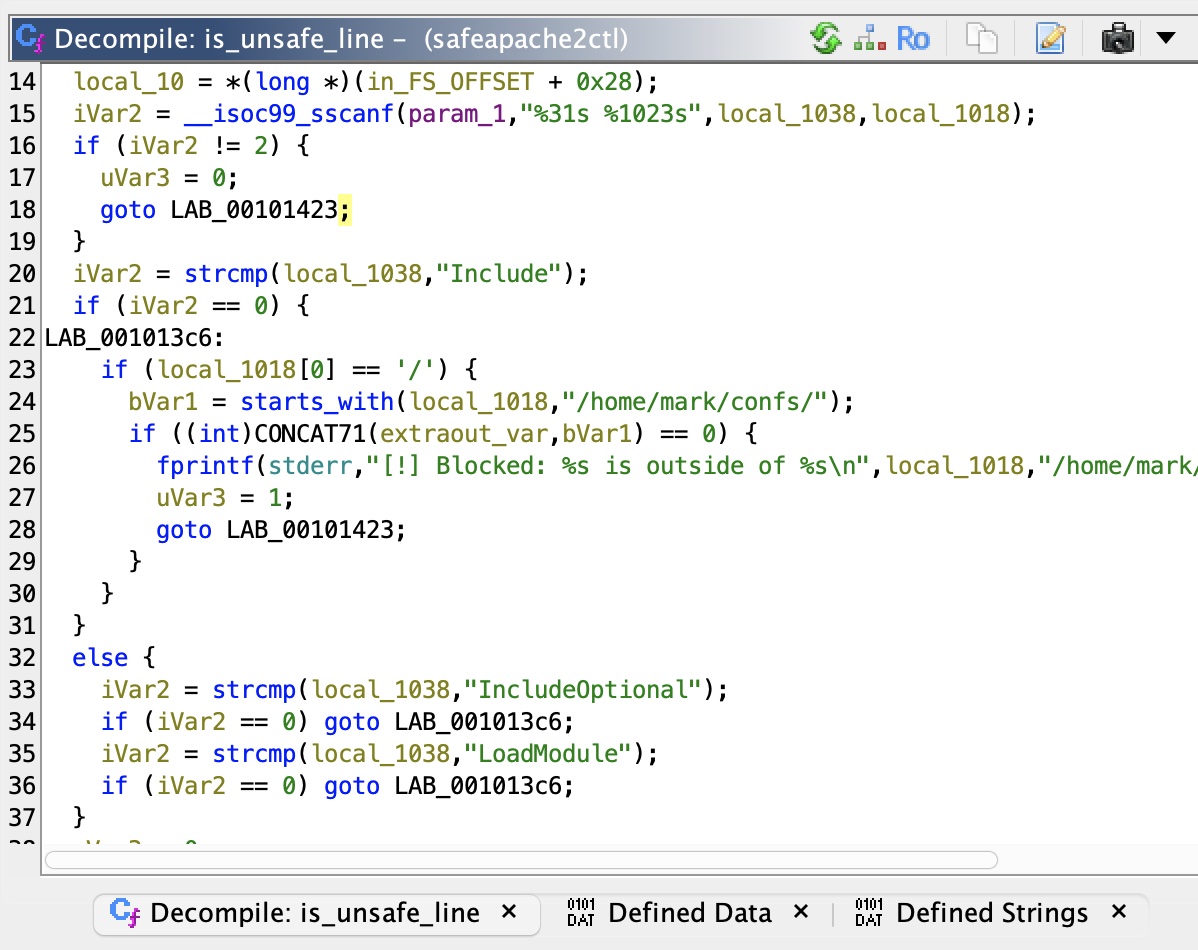 Decompile: is_unsafe_line – (safeapache2ctl)
Ro
14 local_10 = *(long *)(in_FS_OFFSET + 0x28);
15 iVar2 = __isoc99_sscanf(param_1,"%31s %1023s",local_1038,local_1018);
16 if (iVar2 != 2) {
17 uVar3 = 0;
18 goto LAB_00101423;
19 }
20 iVar2 = strcmp(local_1038,"Include");
21 if (iVar2 == 0) {
22 LAB_001013c6:
23 if (local_1018[0] == '/') {
24 bVar1 = starts_with(local_1018,"/home/mark/confs/");
25 if ((int)CONCAT71(extraout_var,bVar1) == 0) {
26 fprintf(stderr,"[!] Blocked: %s is outside of %s\n",local_1018,"/home/mark/
27 uVar3 = 1;
28 goto LAB_00101423;
29 }
30 }
31 }
32 else {
33 iVar2 = strcmp(local_1038,"IncludeOptional");
34 if (iVar2 == 0) goto LAB_001013c6;
35 iVar2 = strcmp(local_1038,"LoadModule");
36 if (iVar2 == 0) goto LAB_001013c6;
37 }
Decompile: is_unsafe_line × 0101 DAT Defined Data × 0101 DAT Defined Strings ×